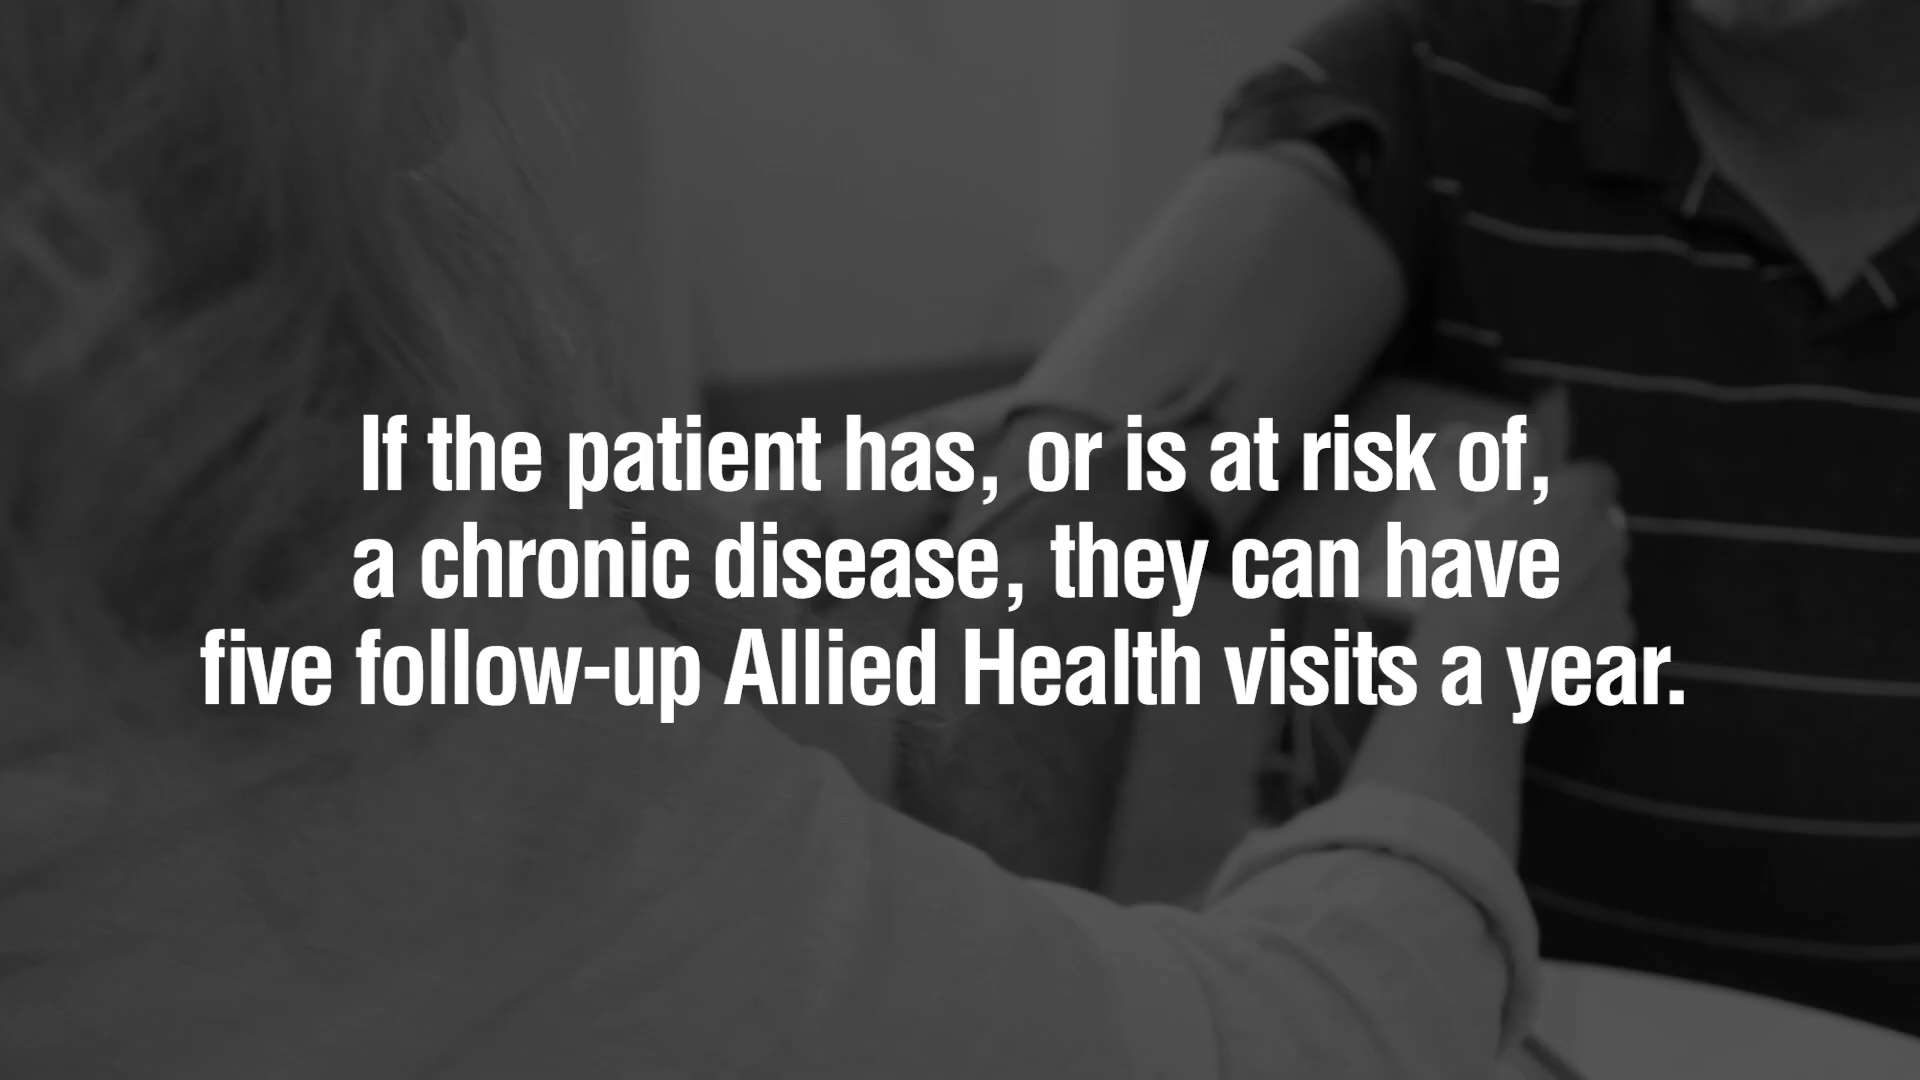 If the patient has, or is at risk of,
a chronic disease, they can have
five follow-up Allied Health visits a year.